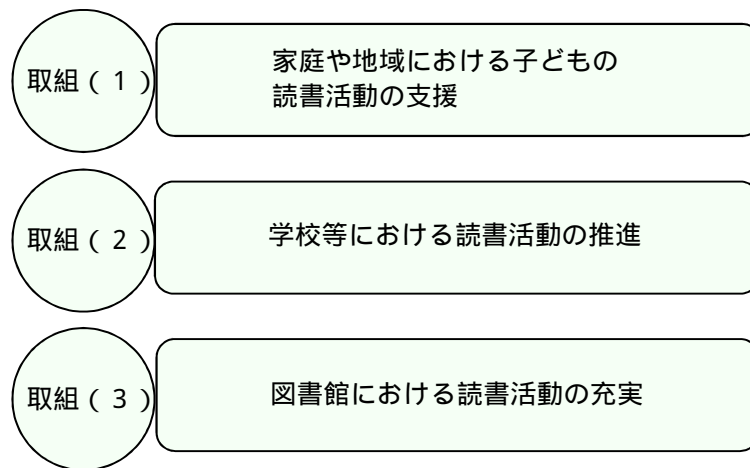 取組(1)
家庭や地域における子どもの
読書活動の支援
取組(2)
学校等における読書活動の推進
取組(3)
図書館における読書活動の充実